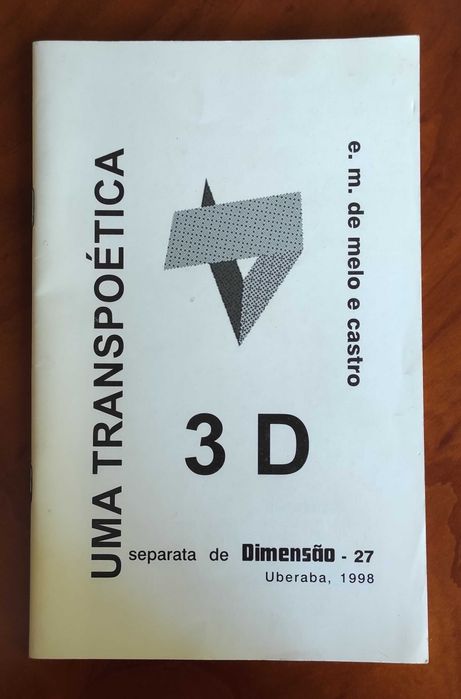 UMA TRANSPOÉTICA
3 D
e. m. de melo e castro
separata de Dimensão - 27
Uberaba, 1998